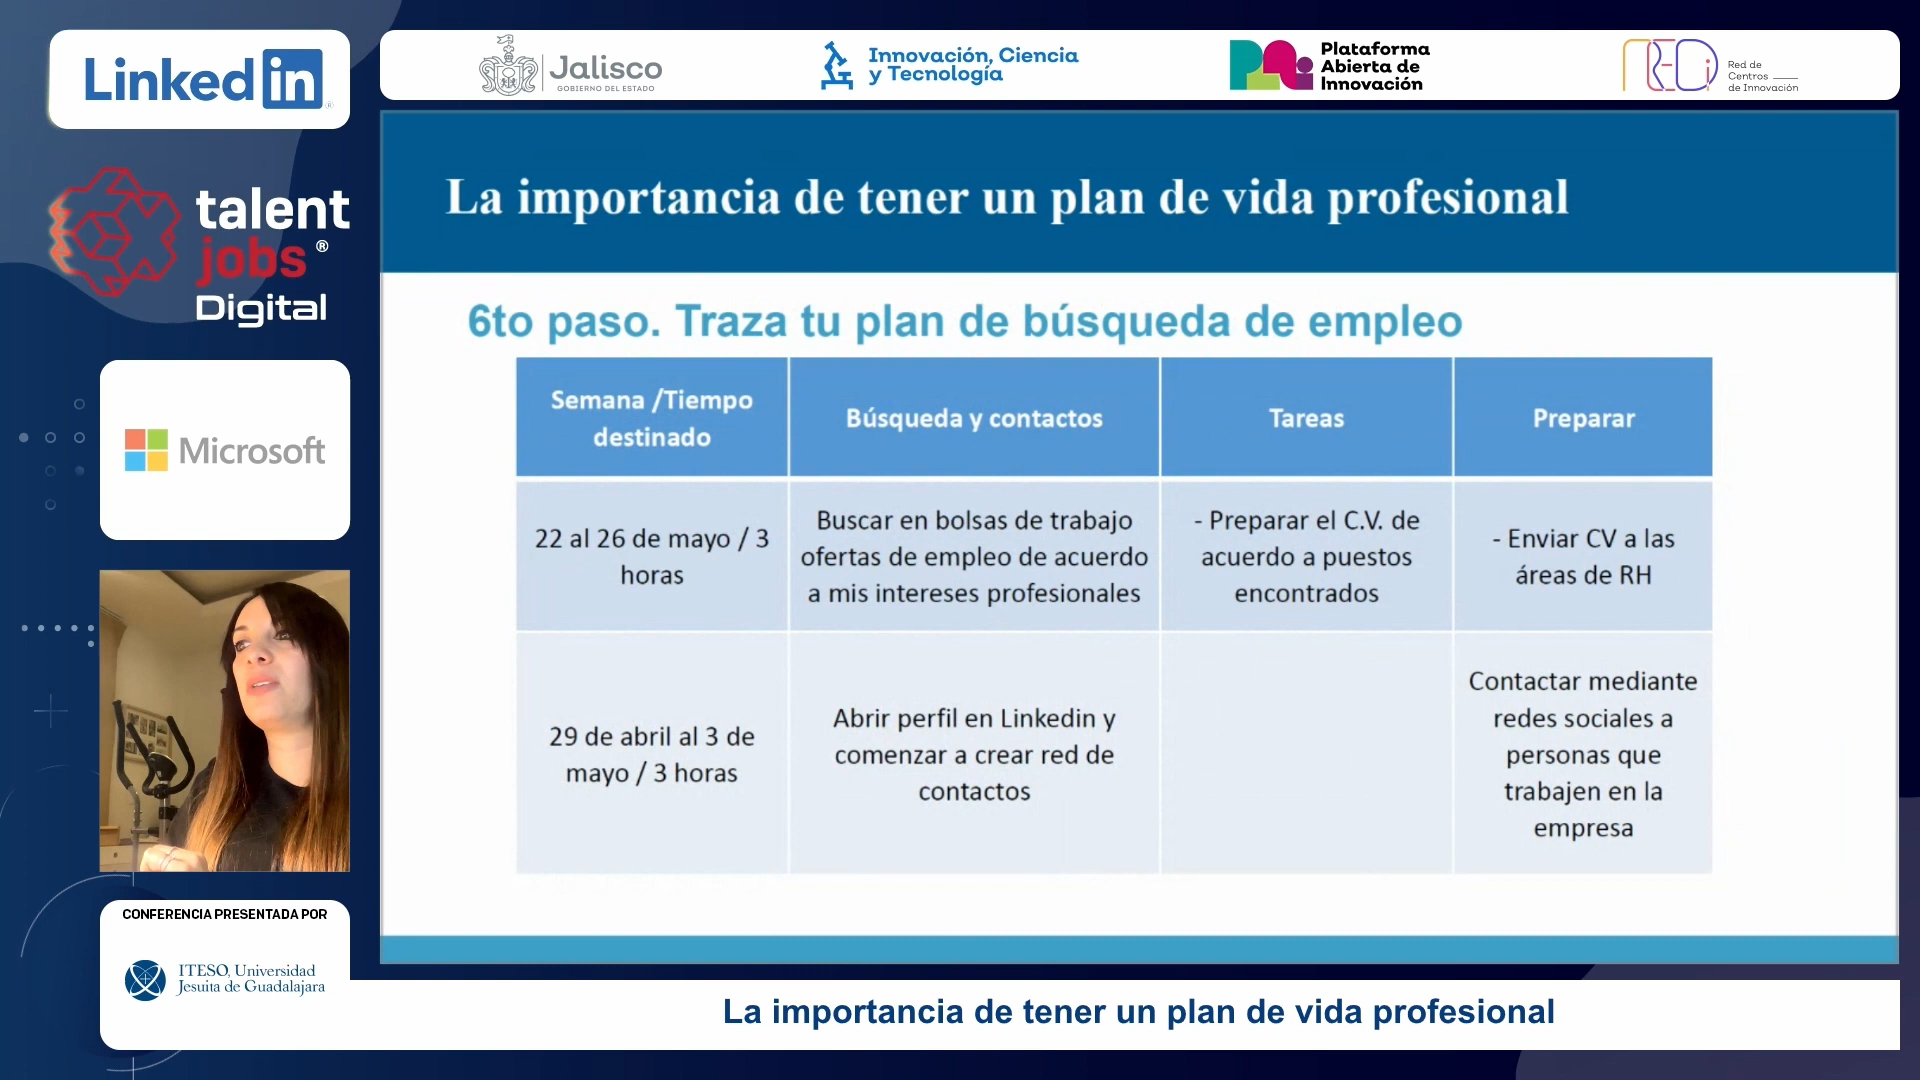 Linked in
Jalisco
GOBIERNO DEL ESTADO
Innovación, Ciencia
y Tecnología
Plataforma
Abierta de
Innovación
REDi
Red de
Centros
de Innovación
talent
jobs ®
Digital
Microsoft
La importancia de tener un plan de vida profesional
6to paso. Traza tu plan de búsqueda de empleo
Semana /Tiempo
destinado
Búsqueda y contactos
Tareas
Preparar
22 al 26 de mayo / 3
horas
Buscar en bolsas de trabajo
ofertas de empleo de acuerdo
a mis intereses profesionales
- Preparar el C.V. de
acuerdo a puestos
encontrados
- Enviar CV a las
áreas de RH
29 de abril al 3 de
mayo / 3 horas
Abrir perfil en Linkedin y
comenzar a crear red de
contactos
Contactar mediante
redes sociales a
personas que
trabajen en la
empresa
CONFERENCIA PRESENTADA POR
ITESO, Universidad
Jesuita de Guadalajara
La importancia de tener un plan de vida profesional